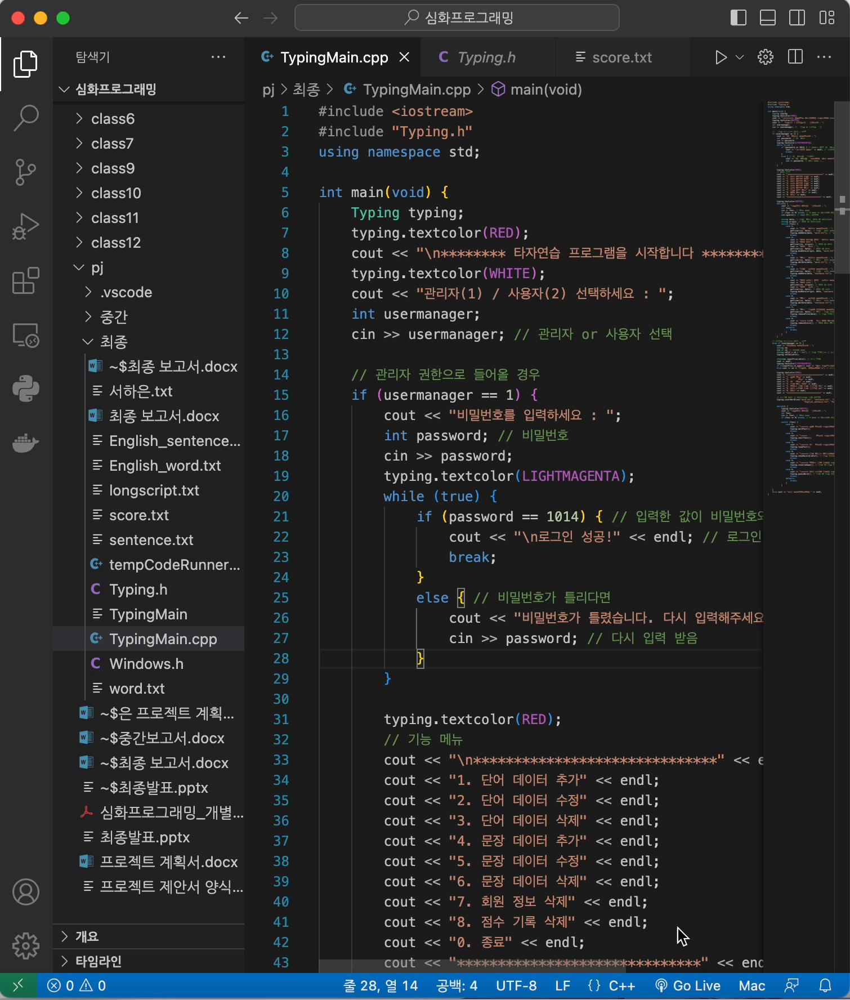 심화프로그래밍
탐색기
심화프로그래밍
class6
class7
class9
class10
class11
class12
pj
.vscode
중간
최종
~$최종 보고서.docx
서하은.txt
최종 보고서.docx
English_sentence...
English_word.txt
longscript.txt
score.txt
sentence.txt
tempCodeRunner...
Typing.h
TypingMain
TypingMain.cpp
Windows.h
word.txt
~$은 프로젝트 계획...
~$중간보고서.docx
~$최종 보고서.docx
~$최종발표.pptx
심화프로그래밍_개별...
최종발표.pptx
프로젝트 계획서.docx
프로젝트 제안서 양식...
개요
타임라인
TypingMain.cpp Typing.h score.txt
pj > 최종 > TypingMain.cpp > main(void)
1 #include <iostream>
2 #include "Typing.h"
3 using namespace std;
4
5 int main(void) {
6 Typing typing;
7 typing.textcolor(RED);
8 cout << "\n******** 타자연습 프로그램을 시작합니다 ********
9 typing.textcolor(WHITE);
10 cout << "관리자(1) / 사용자(2) 선택하세요 : ";
11 int usermanager;
12 cin >> usermanager; // 관리자 or 사용자 선택
13
14 // 관리자 권한으로 들어올 경우
15 if (usermanager == 1) {
16 cout << "비밀번호를 입력하세요 : ";
17 int password; // 비밀번호
18 cin >> password;
19 typing.textcolor(LIGHTMAGENTA);
20 while (true) {
21 if (password == 1014) { // 입력한 값이 비밀번호와
22 cout << "\n로그인 성공!" << endl; // 로그인
23 break;
24 }
25 else { // 비밀번호가 틀리다면
26 cout << "비밀번호가 틀렸습니다. 다시 입력해주세요
27 cin >> password; // 다시 입력 받음
28 }
29 }
30
31 typing.textcolor(RED);
32 // 기능 메뉴
33 cout << "\n******************************" << e
34 cout << "1. 단어 데이터 추가" << endl;
35 cout << "2. 단어 데이터 수정" << endl;
36 cout << "3. 단어 데이터 삭제" << endl;
37 cout << "4. 문장 데이터 추가" << endl;
38 cout << "5. 문장 데이터 수정" << endl;
39 cout << "6. 문장 데이터 삭제" << endl;
40 cout << "7. 회원 정보 삭제" << endl;
41 cout << "8. 점수 기록 삭제" << endl;
42 cout << "0. 종료" << endl;
43 cout << "******************************" << end
0 0 줄 28, 열 14 공백: 4 UTF-8 LF {} C++ Go Live Mac